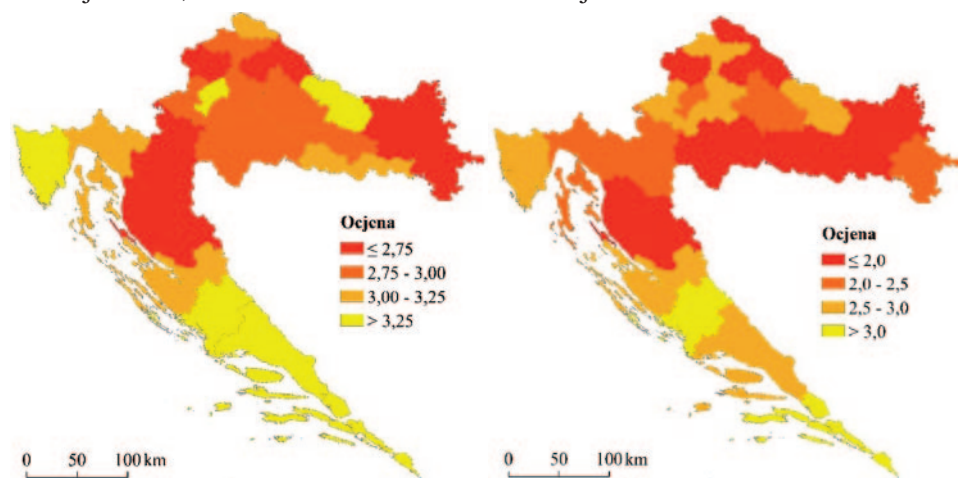 Ocjena
≤ 2,75
2,75 - 3,00
3,00 - 3,25
> 3,25
0 50 100 km
Ocjena
≤ 2,0
2,0 - 2,5
2,5 - 3,0
> 3,0
0 50 100 km